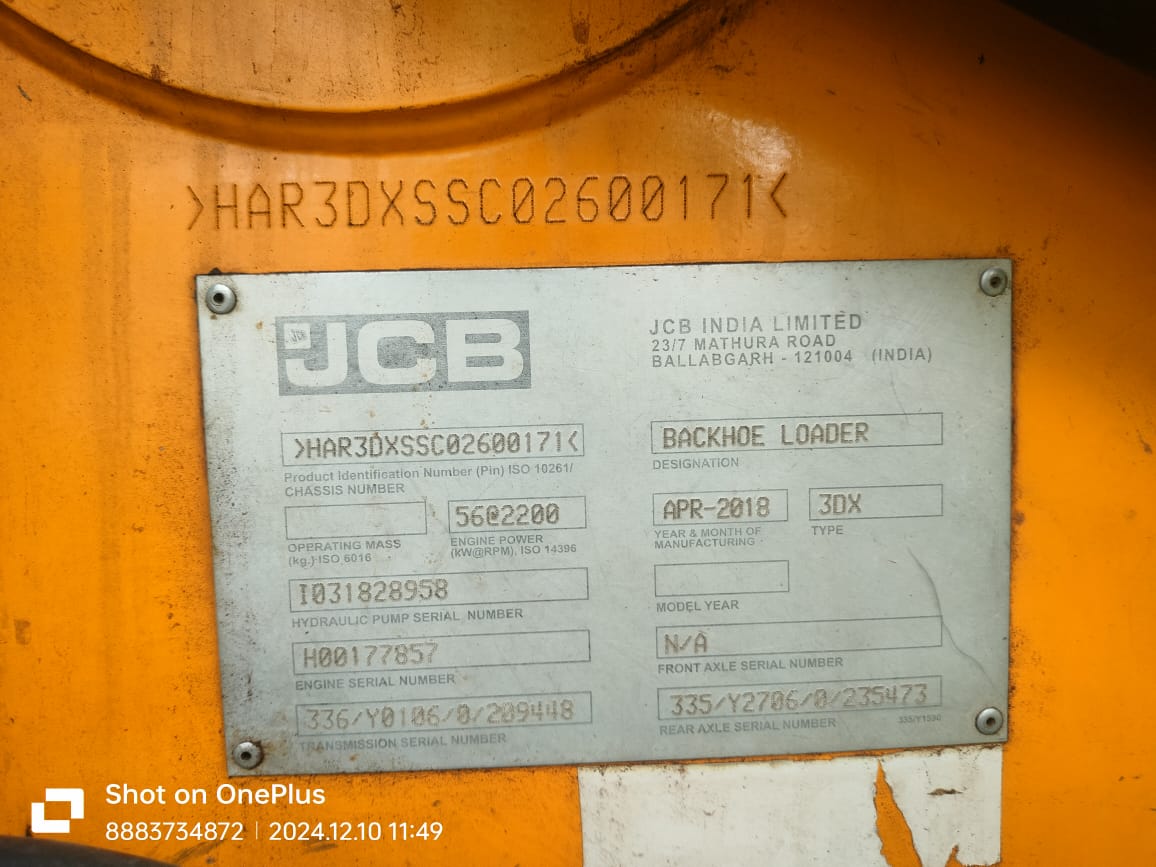 >HAR3DXSSC02600171<
JCB
JCB INDIA LIMITED
23/7 MATHURA ROAD
BALLABGARH - 121004 (INDIA)
>HAR3DXSSC02600171<
Product Identification Number (Pin) ISO 10261/
CHASSIS NUMBER
BACKHOE LOADER
DESIGNATION
OPERATING MASS
(kg.) ISO 6016
56@2200
ENGINE POWER
(kW@RPM), ISO 14396
APR-2018
YEAR & MONTH OF
MANUFACTURING
3DX
TYPE
I031828958
HYDRAULIC PUMP SERIAL NUMBER
MODEL YEAR
H00177857
ENGINE SERIAL NUMBER
N/A
FRONT AXLE SERIAL NUMBER
336/Y0106/0/209448
TRANSMISSION SERIAL NUMBER
335/Y2706/0/235473
REAR AXLE SERIAL NUMBER
335/Y1590
Shot on OnePlus
8883734872 | 2024.12.10 11:49